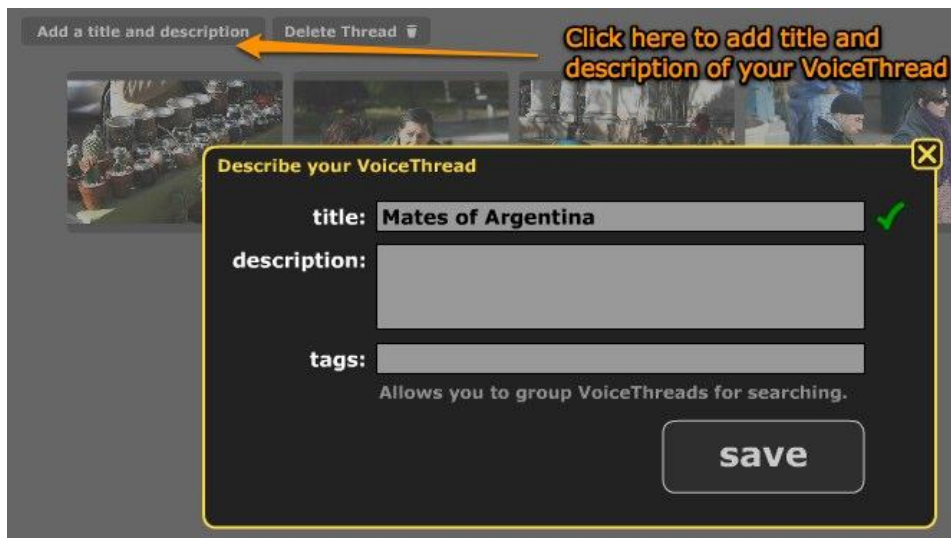 Add a title and description
Delete Thread
Click here to add title and
description of your VoiceThread
Describe your VoiceThread
title: Mates of Argentina
description:
tags:
Allows you to group VoiceThreads for searching.
save